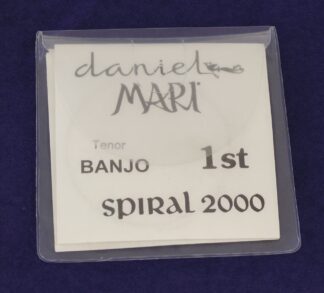 daniel
MARI
Tenor
BANJO 1st
SPIRAL 2000